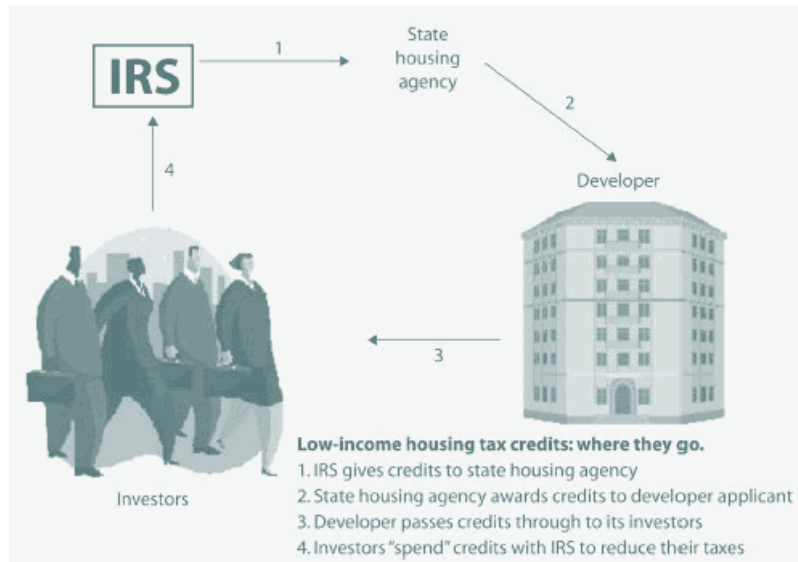 IRS
1
State
housing
agency
2
Developer
4
3
Investors
Low-income housing tax credits: where they go.
1. IRS gives credits to state housing agency
2. State housing agency awards credits to developer applicant
3. Developer passes credits through to its investors
4. Investors “spend” credits with IRS to reduce their taxes